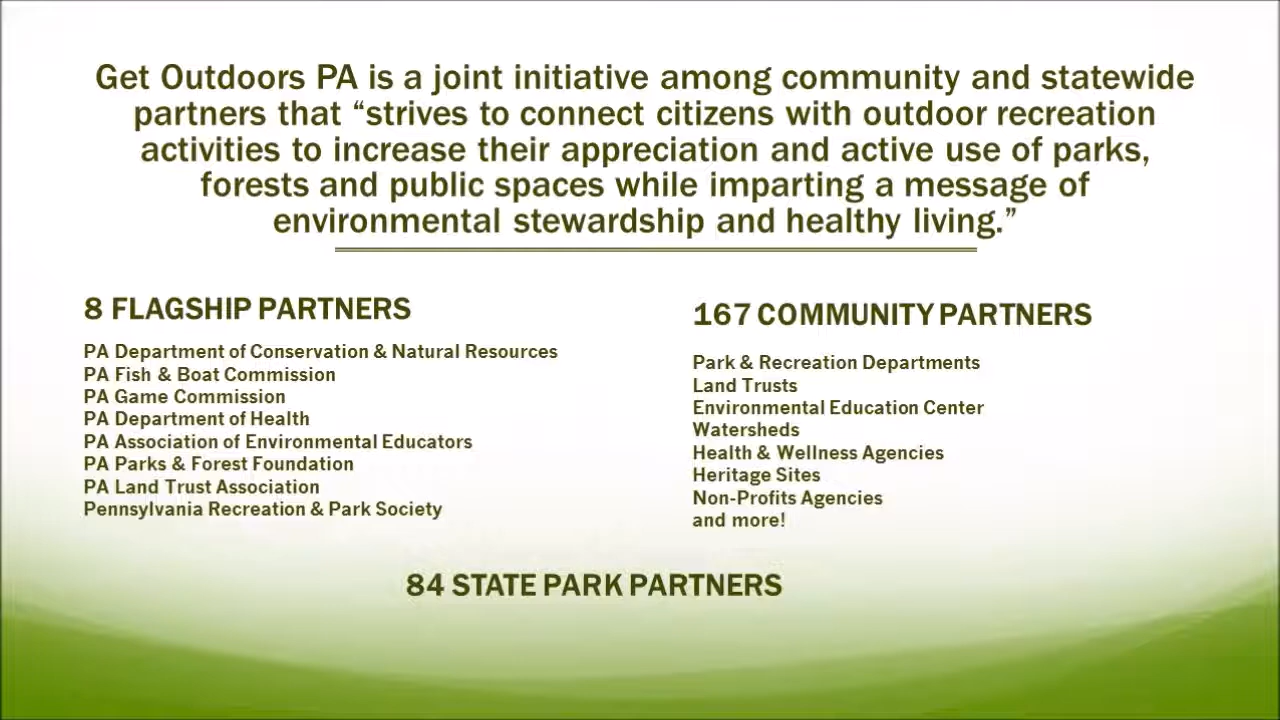 Get Outdoors PA is a joint initiative among community and statewide
partners that “strives to connect citizens with outdoor recreation
activities to increase their appreciation and active use of parks,
forests and public spaces while imparting a message of
environmental stewardship and healthy living.”
8 FLAGSHIP PARTNERS
PA Department of Conservation & Natural Resources
PA Fish & Boat Commission
PA Game Commission
PA Department of Health
PA Association of Environmental Educators
PA Parks & Forest Foundation
PA Land Trust Association
Pennsylvania Recreation & Park Society
167 COMMUNITY PARTNERS
Park & Recreation Departments
Land Trusts
Environmental Education Center
Watersheds
Health & Wellness Agencies
Heritage Sites
Non-Profits Agencies
and more!
84 STATE PARK PARTNERS